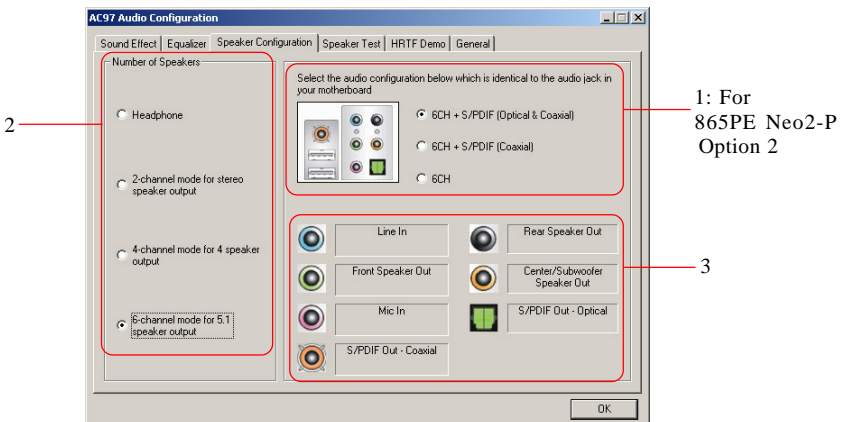 AC97 Audio Configuration
Sound Effect
Equalizer
Speaker Configuration
Speaker Test
HRTF Demo
General
Number of Speakers
Headphone
2-channel mode for stereo
speaker output
4-channel mode for 4 speaker
output
6-channel mode for 5.1
speaker output
2
Select the audio configuration below which is identical to the audio jack in
your motherboard
6CH + S/PDIF (Optical & Coaxial)
6CH + S/PDIF (Coaxial)
6CH
1: For
865PE Neo2-P
Option 2
Line In
Rear Speaker Out
Front Speaker Out
Center/Subwoofer
Speaker Out
Mic In
S/PDIF Out - Optical
S/PDIF Out - Coaxial
3
OK